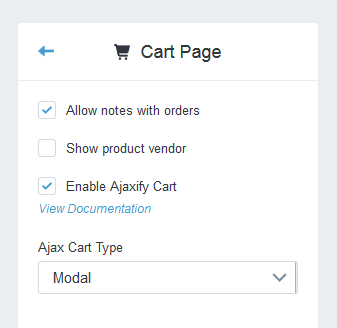 Cart Page
Allow notes with orders
Show product vendor
Enable Ajaxify Cart
View Documentation
Ajax Cart Type
Modal